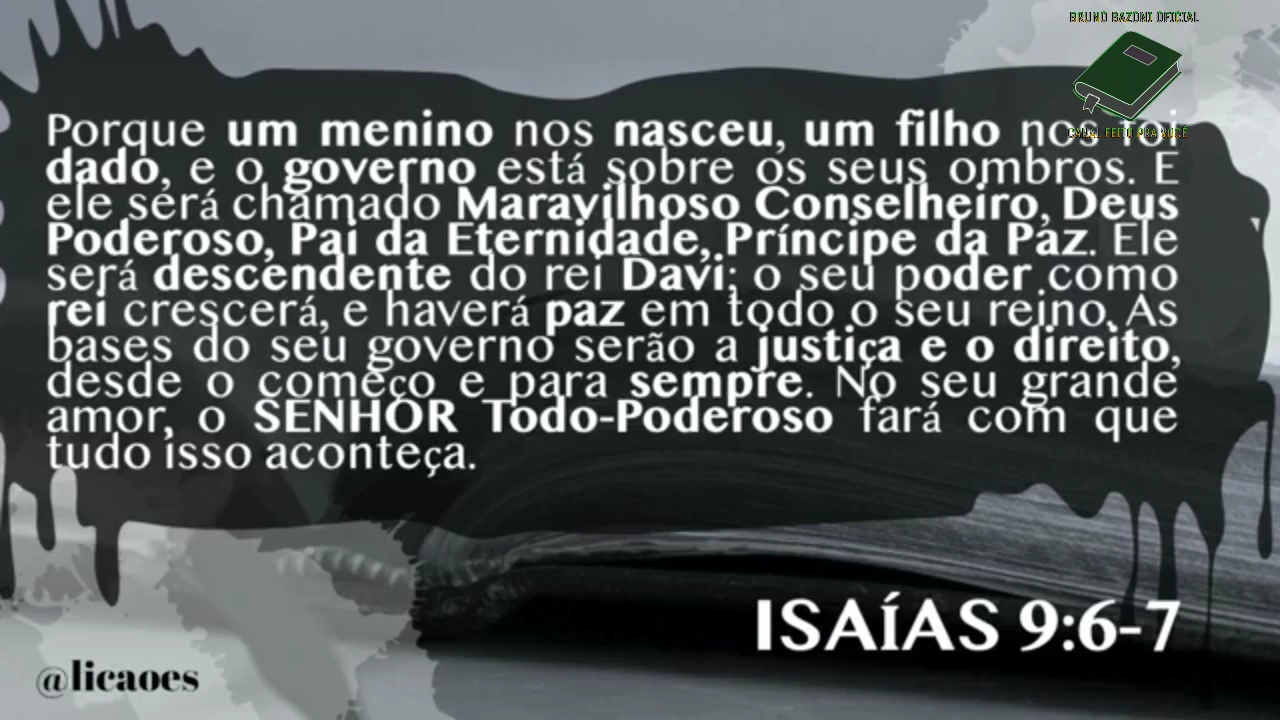 BRUNO BAZONI OFICIAL
CANAL FEITO PRA VOCÊ
Porque um menino nos nasceu, um filho nos foi
dado, e o governo está sobre os seus ombros. E
ele será chamado Maravilhoso Conselheiro, Deus
Poderoso, Pai da Eternidade, Príncipe da Paz. Ele
será descendente do rei Davi; o seu poder como
rei crescerá, e haverá paz em todo o seu reino. As
bases do seu governo serão a justiça e o direito,
desde o começo e para sempre. No seu grande
amor, o SENHOR Todo-Poderoso fará com que
tudo isso aconteça.
ISAÍAS 9:6-7
@licaoes